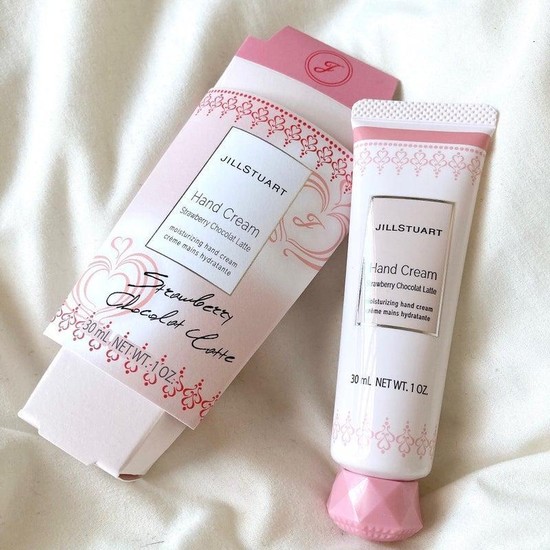 J
JILLSTUART
Hand Cream
Strawberry Chocolat Latte
moisturizing hand cream
crème mains hydratante
J
Strawberry
Chocolat Latte
30 mL NET WT. 1 OZ.
JILLSTUART
Hand Cream
Strawberry Chocolat Latte
moisturizing hand cream
crème mains hydratante
30 mL NET WT. 1 OZ.